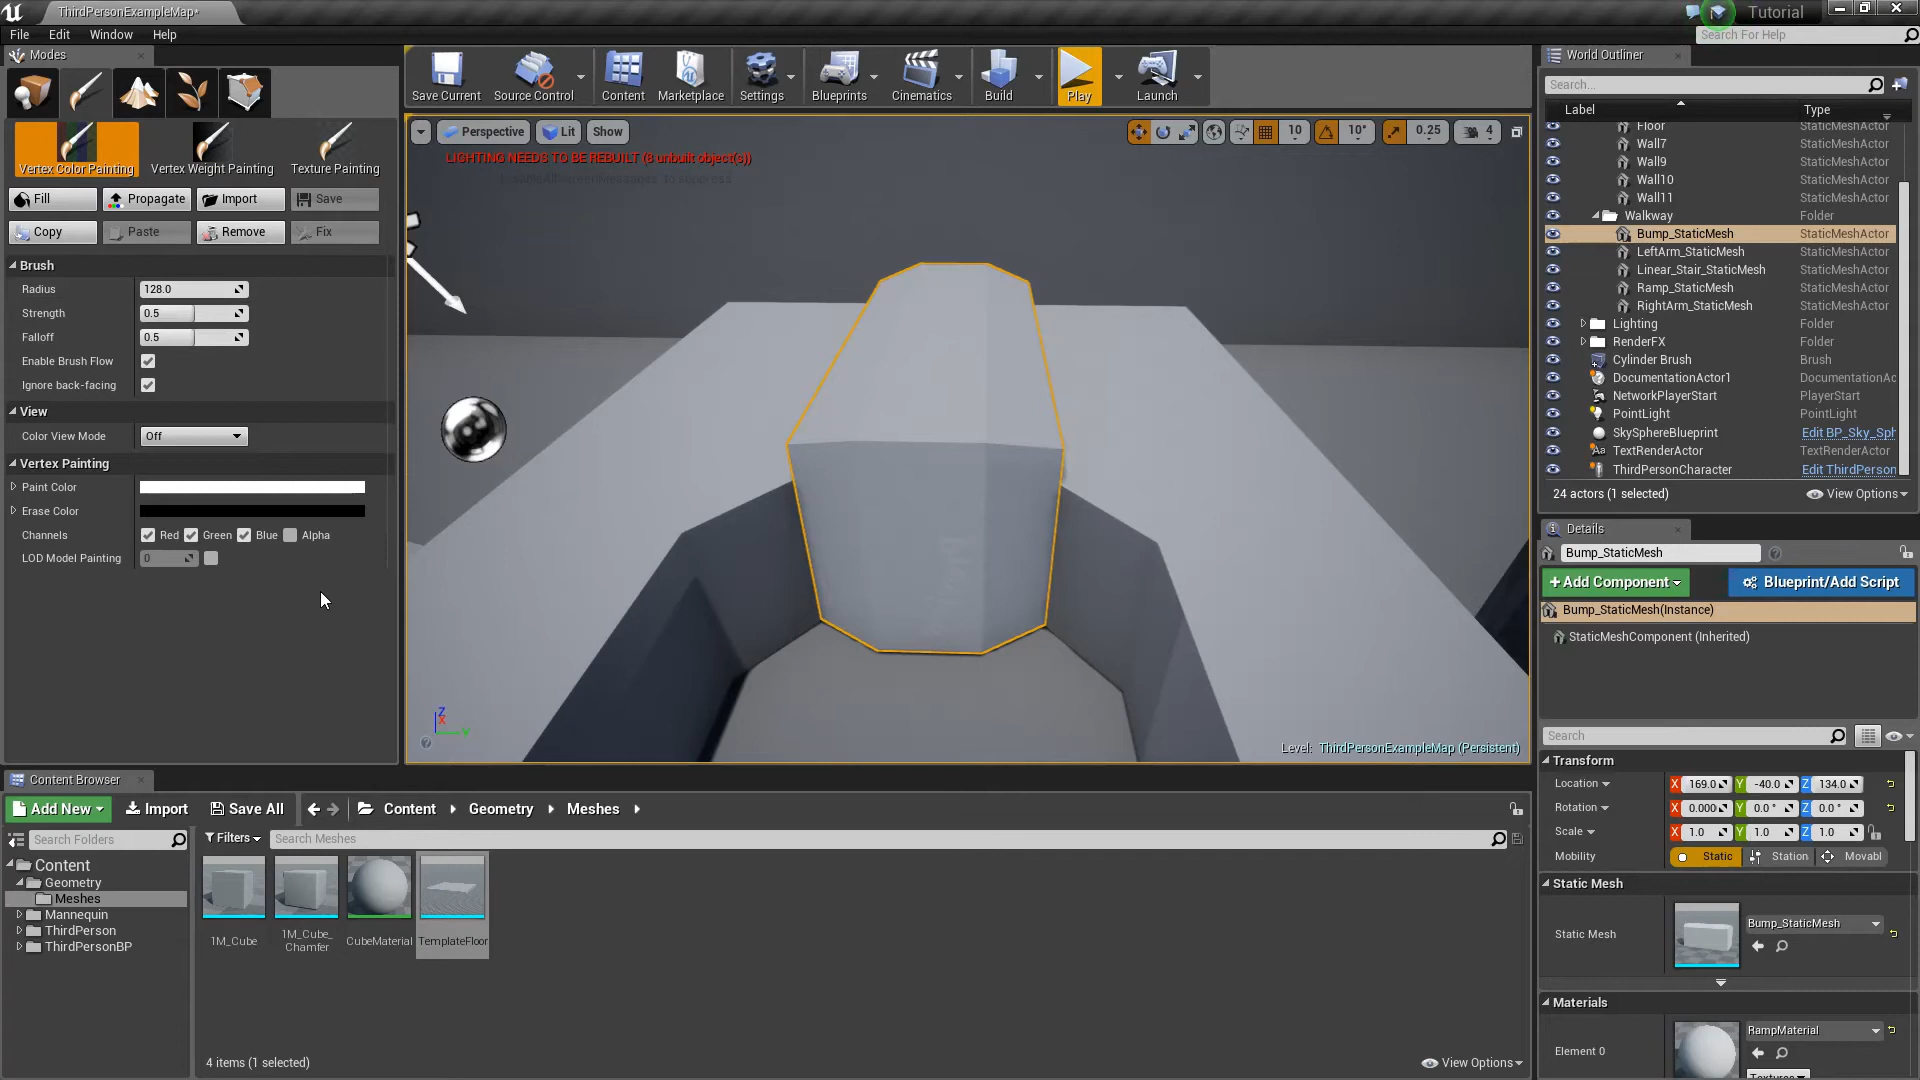 ThirdPersonExampleMap*
Tutorial
File Edit Window Help
Search For Help
Modes
Save Current Source Control Content Marketplace Settings Blueprints Cinematics Build Play Launch
Vertex Color Painting Vertex Weight Painting Texture Painting
Fill Propagate Import Save
Copy Paste Remove Fix
Brush
Radius 128.0
Strength 0.5
Falloff 0.5
Enable Brush Flow
Ignore back-facing
View
Color View Mode Off
Vertex Painting
Paint Color
Erase Color
Channels Red Green Blue Alpha
LOD Model Painting 0
Perspective Lit Show 10 10° 0.25 4
LIGHTING NEEDS TO BE REBUILT (8 unbuilt object(s))
Z
X
Y
Level: ThirdPersonExampleMap (Persistent)
World Outliner
Search...
Label Type
Floor StaticMeshActor
Wall7 StaticMeshActor
Wall9 StaticMeshActor
Wall10 StaticMeshActor
Wall11 StaticMeshActor
Walkway Folder
Bump_StaticMesh StaticMeshActor
LeftArm_StaticMesh StaticMeshActor
Linear_Stair_StaticMesh StaticMeshActor
Ramp_StaticMesh StaticMeshActor
RightArm_StaticMesh StaticMeshActor
Lighting Folder
RenderFX Folder
Cylinder Brush Brush
DocumentationActor1 DocumentationAc
NetworkPlayerStart PlayerStart
PointLight PointLight
SkySphereBlueprint Edit BP_Sky_Sph
Aa TextRenderActor TextRenderActor
ThirdPersonCharacter Edit ThirdPerson
24 actors (1 selected) View Options
Details
Bump_StaticMesh
+ Add Component Blueprint/Add Script
Bump_StaticMesh(Instance)
StaticMeshComponent (Inherited)
Search
Transform
Location X 169.0 Y -40.0 Z 134.0
Rotation X 0.000 Y 0.0 ° Z 0.0 °
Scale X 1.0 Y 1.0 Z 1.0
Mobility Static Station Movabl
Static Mesh
Static Mesh Bump_StaticMesh
Materials
Element 0 RampMaterial
Textures
Content Browser
Add New Import Save All Content Geometry Meshes
Search Folders Filters Search Meshes
Content
Geometry
Meshes
Mannequin
ThirdPerson
ThirdPersonBP
1M_Cube 1M_Cube_Chamfer CubeMaterial TemplateFloor
4 items (1 selected) View Options